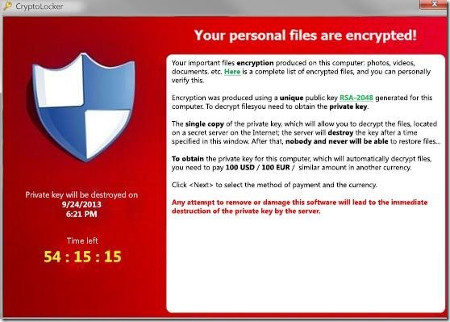 CryptoLocker
Your personal files are encrypted!
Your important files encryption produced on this computer: photos, videos,
documents, etc. Here is a complete list of encrypted files, and you can personally
verify this.
Encryption was produced using a unique public key RSA-2048 generated for this
computer. To decrypt filesyou need to obtain the private key.
The single copy of the private key, which will allow you to decrypt the files, located
on a secret server on the Internet; the server will destroy the key after a time
specified in this window. After that, nobody and never will be able to restore files...
To obtain the private key for this computer, which will automatically decrypt files,
you need to pay 100 USD / 100 EUR / similar amount in another currency.
Click <Next> to select the method of payment and the currency.
Any attempt to remove or damage this software will lead to the immediate
destruction of the private key by the server.
Private key will be destroyed on
9/24/2013
6:21 PM
Time left
54 : 15 : 15